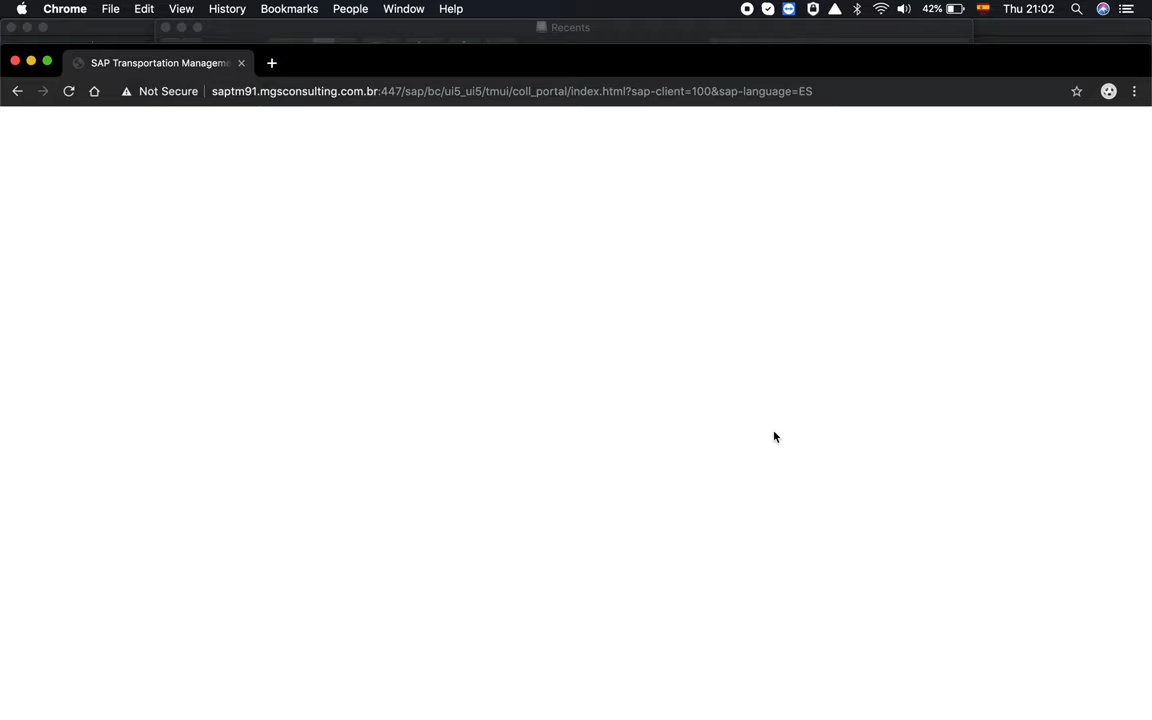 Chrome File Edit View History Bookmarks People Window Help 42% Thu 21:02
Recents
SAP Transportation Manageme
Not Secure saptm91.mgsconsulting.com.br:447/sap/bc/ui5_ui5/tmui/coll_portal/index.html?sap-client=100&sap-language=ES